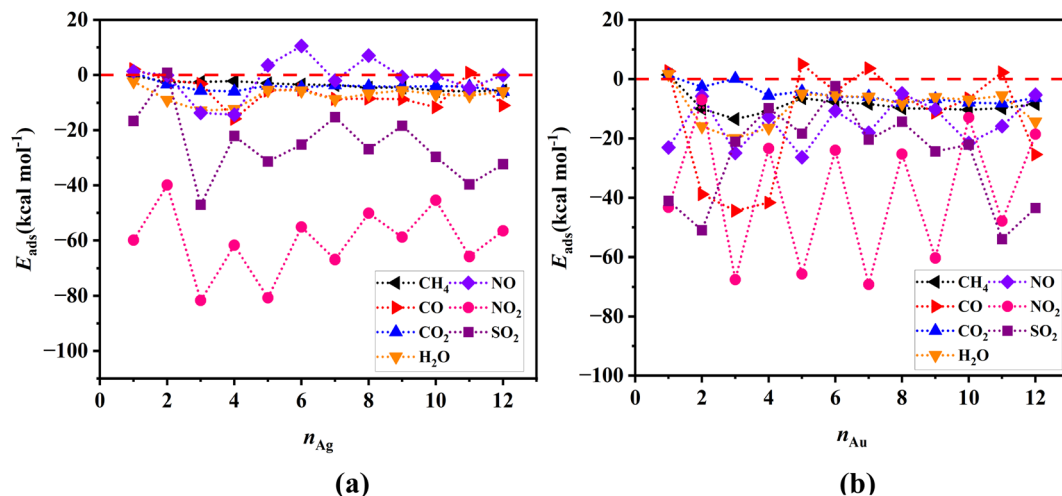 20
0
−20
−40
−60
−80
−100
E_ads(kcal mol⁻¹)
CH₄
NO
CO
NO₂
CO₂
SO₂
H₂O
0
2
4
6
8
10
12
n_Ag
(a)
20
0
−20
−40
−60
−80
−100
E_ads(kcal mol⁻¹)
CH₄
NO
CO
NO₂
CO₂
SO₂
H₂O
0
2
4
6
8
10
12
n_Au
(b)